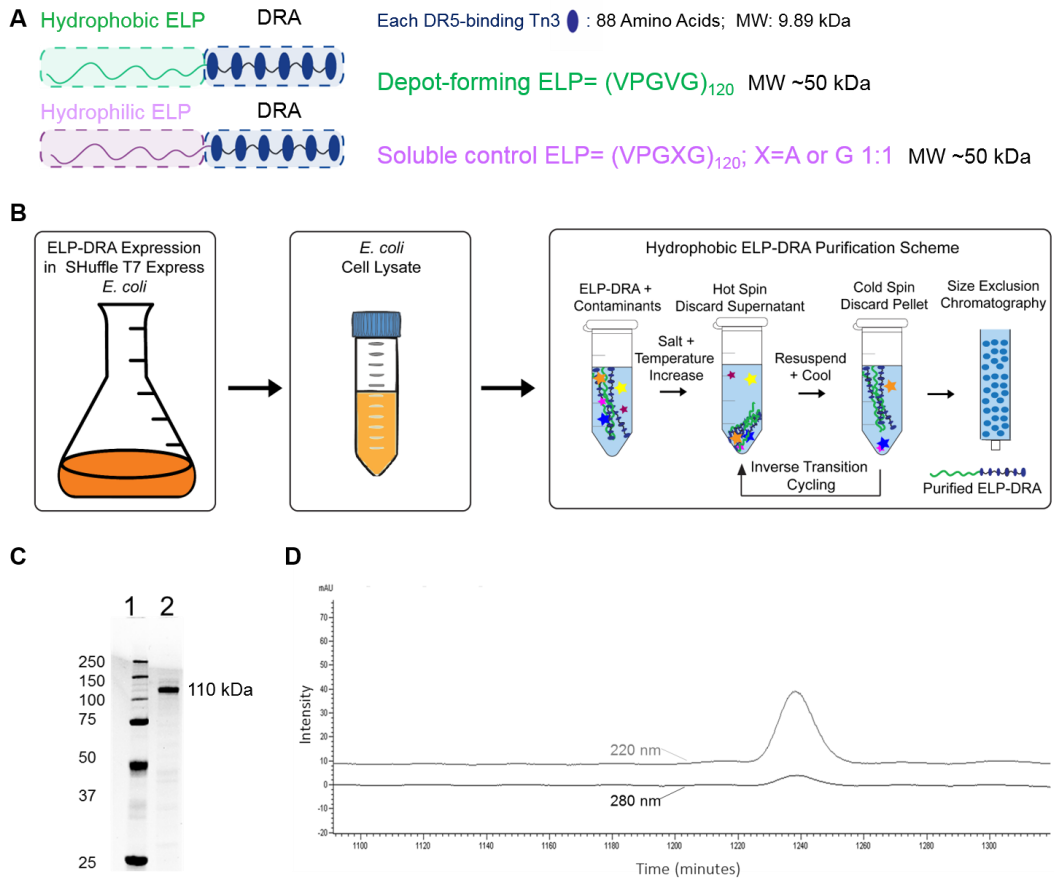 A
Hydrophobic ELP
DRA
Each DR5-binding Tn3 : 88 Amino Acids; MW: 9.89 kDa
Depot-forming ELP= (VPGVG)120 MW ~50 kDa
Hydrophilic ELP
DRA
Soluble control ELP= (VPGXG)120; X=A or G 1:1 MW ~50 kDa
B
ELP-DRA Expression
in SHuffle T7 Express
E. coli
E. coli
Cell Lysate
Hydrophobic ELP-DRA Purification Scheme
ELP-DRA +
Contaminants
Salt +
Temperature
Increase
Hot Spin
Discard Supernatant
Resuspend
+ Cool
Cold Spin
Discard Pellet
Size Exclusion
Chromatography
Inverse Transition
Cycling
Purified ELP-DRA
C
1 2
250
150
100
75
50
37
25
110 kDa
D
mAU
70
60
50
40
30
20
10
0
-10
-20
Intensity
220 nm
280 nm
1100 1120 1140 1160 1180 1200 1220 1240 1260 1280 1300
Time (minutes)